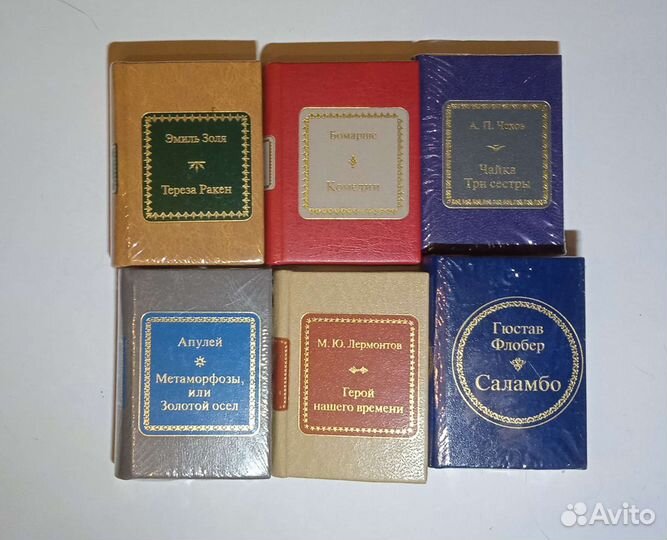 Эмиль Золя
Тереза Ракен
Бомарше
Комедии
А. П. Чехов
Чайка
Три сестры
Апулей
Метаморфозы,
или
Золотой осел
М. Ю. Лермонтов
Герой
нашего времени
Гюстав
Флобер
Саламбо
Avito